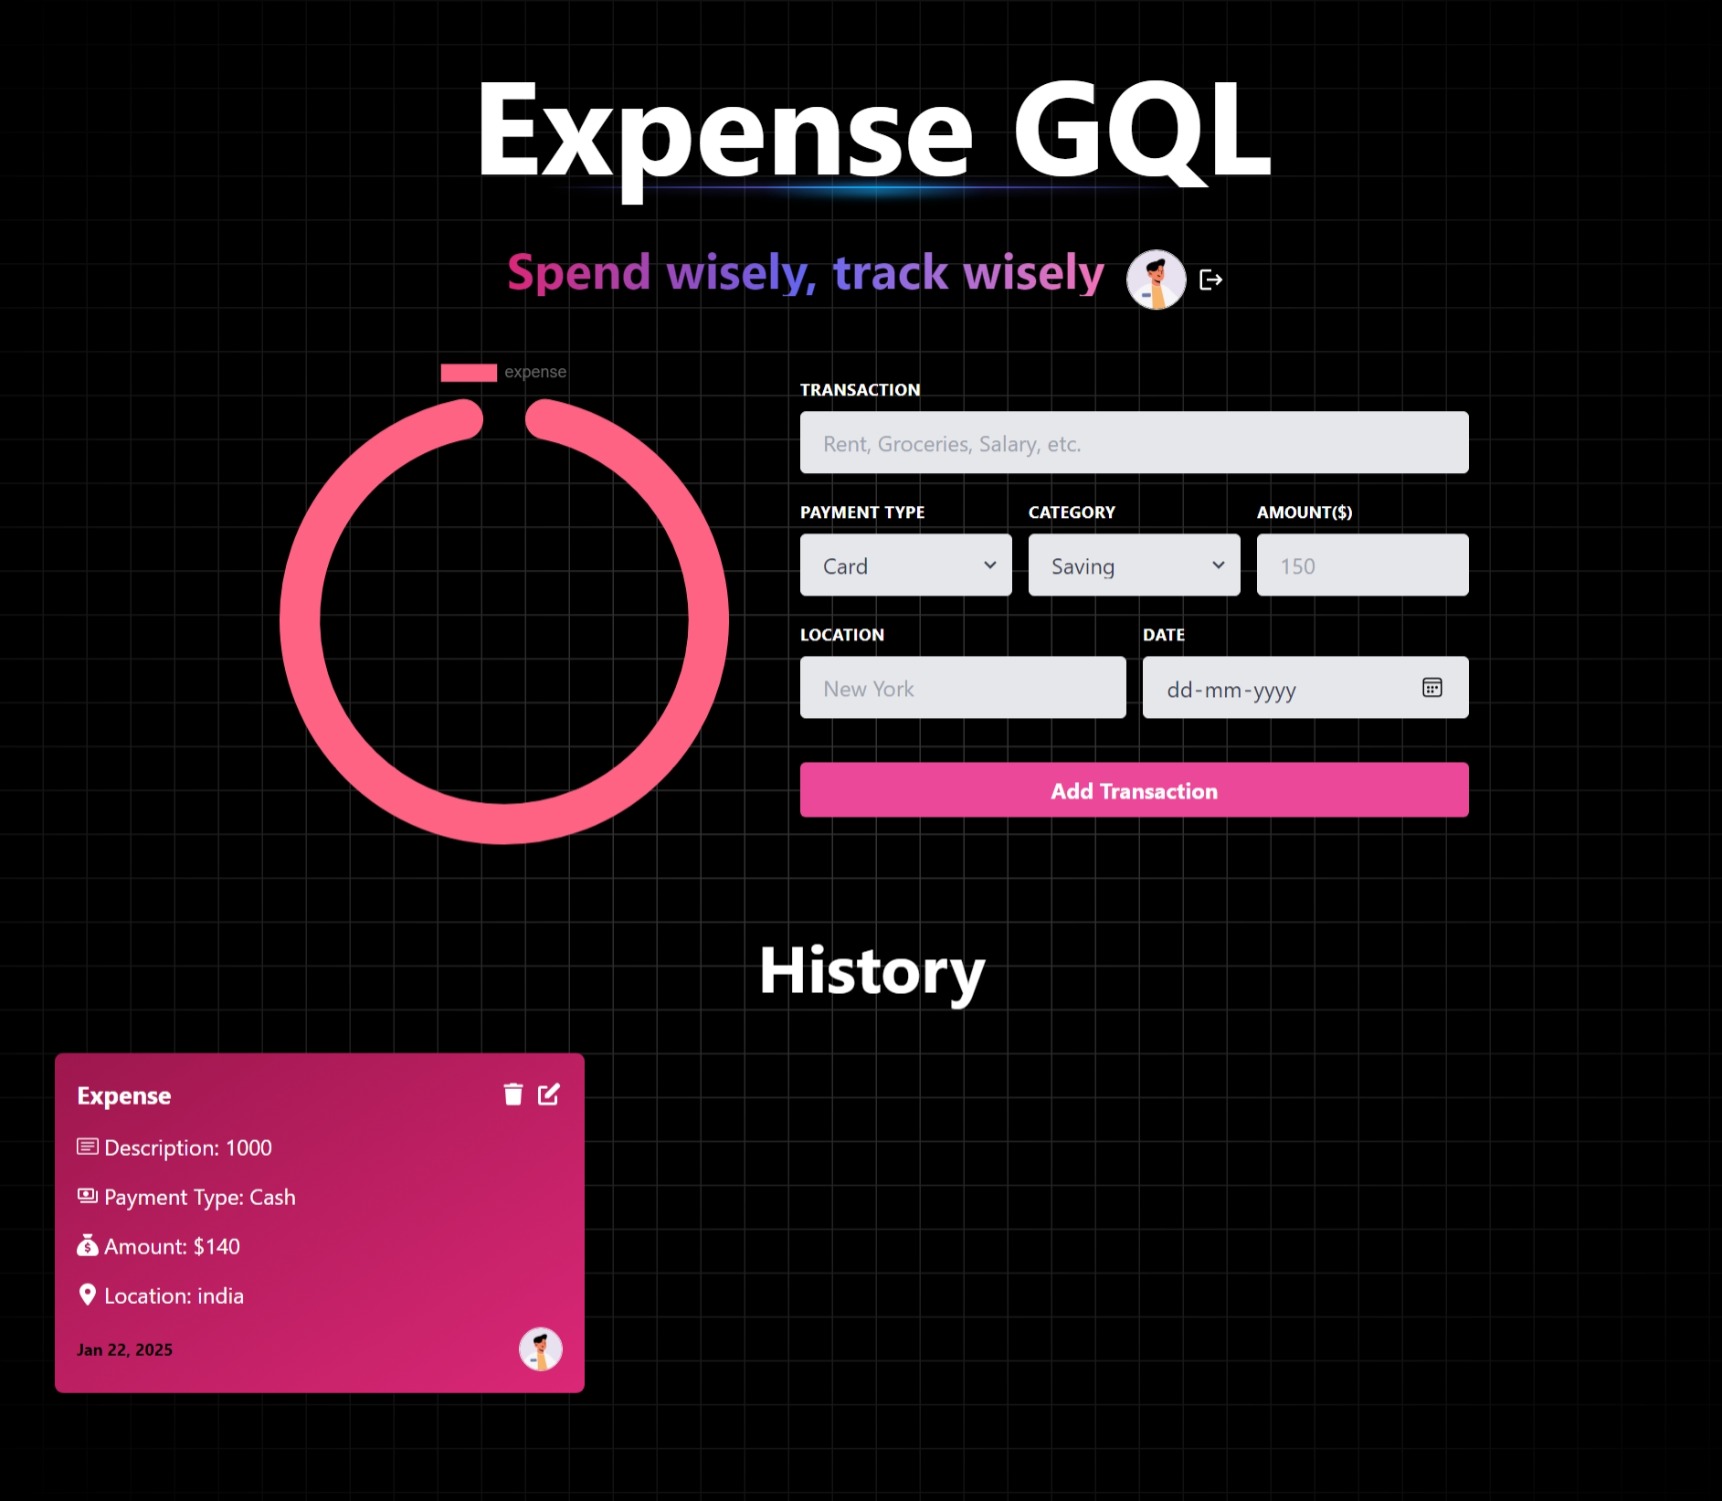 Expense GQL
Spend wisely, track wisely
expense
TRANSACTION
Rent, Groceries, Salary, etc.
PAYMENT TYPE CATEGORY AMOUNT($)
Card Saving 150
LOCATION DATE
New York dd-mm-yyyy
Add Transaction
History
Expense
Description: 1000
Payment Type: Cash
Amount: $140
Location: india
Jan 22, 2025